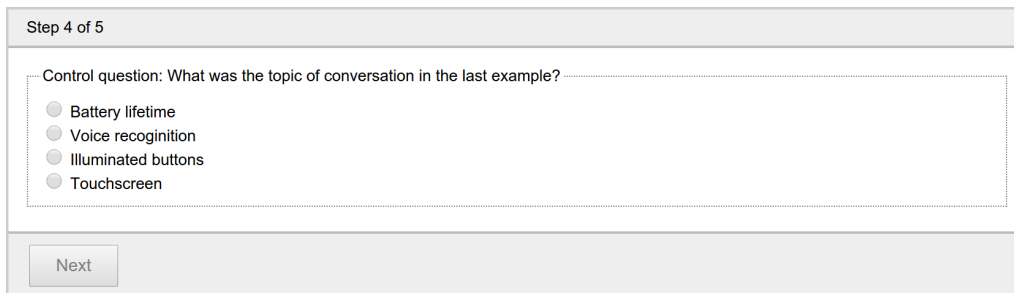 Step 4 of 5
Control question: What was the topic of conversation in the last example?
Battery lifetime
Voice recoginition
Illuminated buttons
Touchscreen
Next